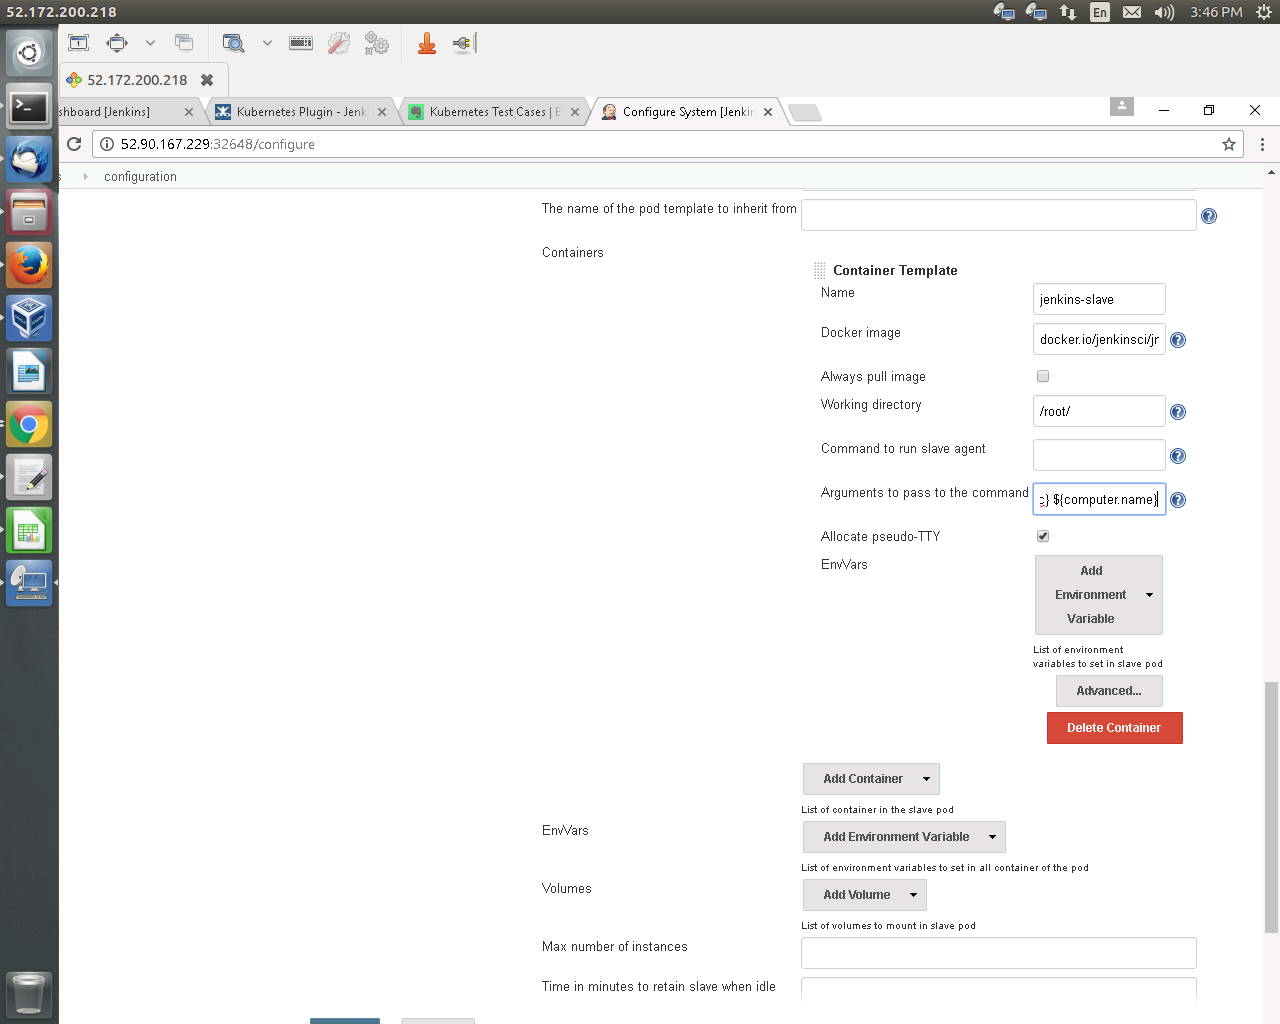 52.172.200.218
En
3:46 PM
52.172.200.218
shboard [Jenkins]
Kubernetes Plugin - Jenk
Kubernetes Test Cases | E
Configure System [Jenkin
52.90.167.229:32648/configure
s
configuration
The name of the pod template to inherit from
Containers
Container Template
Name
jenkins-slave
Docker image
docker.io/jenkinsci/jr
Always pull image
Working directory
/root/
Command to run slave agent
Arguments to pass to the command
c} ${computer.name}
Allocate pseudo-TTY
EnvVars
Add
Environment
Variable
List of environment
variables to set in slave pod
Advanced...
Delete Container
Add Container
List of container in the slave pod
EnvVars
Add Environment Variable
List of environment variables to set in all container of the pod
Volumes
Add Volume
List of volumes to mount in slave pod
Max number of instances
Time in minutes to retain slave when idle